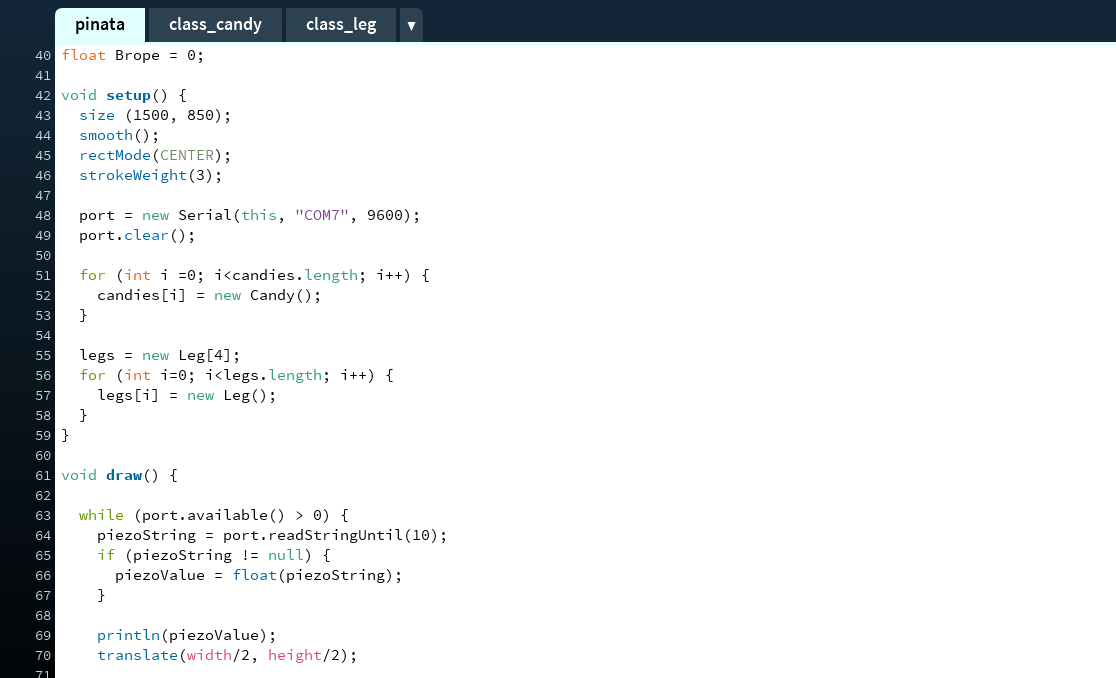 pinata class_candy class_leg ▼
40 float Brope = 0;
41
42 void setup() {
43   size (1500, 850);
44   smooth();
45   rectMode(CENTER);
46   strokeWeight(3);
47
48   port = new Serial(this, "COM7", 9600);
49   port.clear();
50
51   for (int i =0; i<candies.length; i++) {
52     candies[i] = new Candy();
53   }
54
55   legs = new Leg[4];
56   for (int i=0; i<legs.length; i++) {
57     legs[i] = new Leg();
58   }
59 }
60
61 void draw() {
62
63   while (port.available() > 0) {
64     piezoString = port.readStringUntil(10);
65     if (piezoString != null) {
66       piezoValue = float(piezoString);
67     }
68
69     println(piezoValue);
70     translate(width/2, height/2);
71